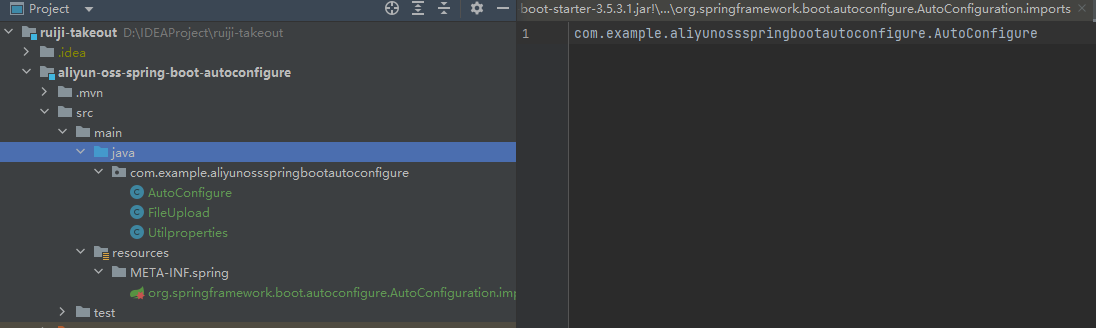 Project
boot-starter-3.5.3.1.jar!\...\org.springframework.boot.autoconfigure.AutoConfiguration.imports
ruiji-takeout D:\IDEAProject\ruiji-takeout
.idea
aliyun-oss-spring-boot-autoconfigure
.mvn
src
main
java
com.example.aliyunossspringbootautoconfigure
AutoConfigure
FileUpload
Utilproperties
resources
META-INF.spring
org.springframework.boot.autoconfigure.AutoConfiguration.imp
test
1 com.example.aliyunossspringbootautoconfigure.AutoConfigure